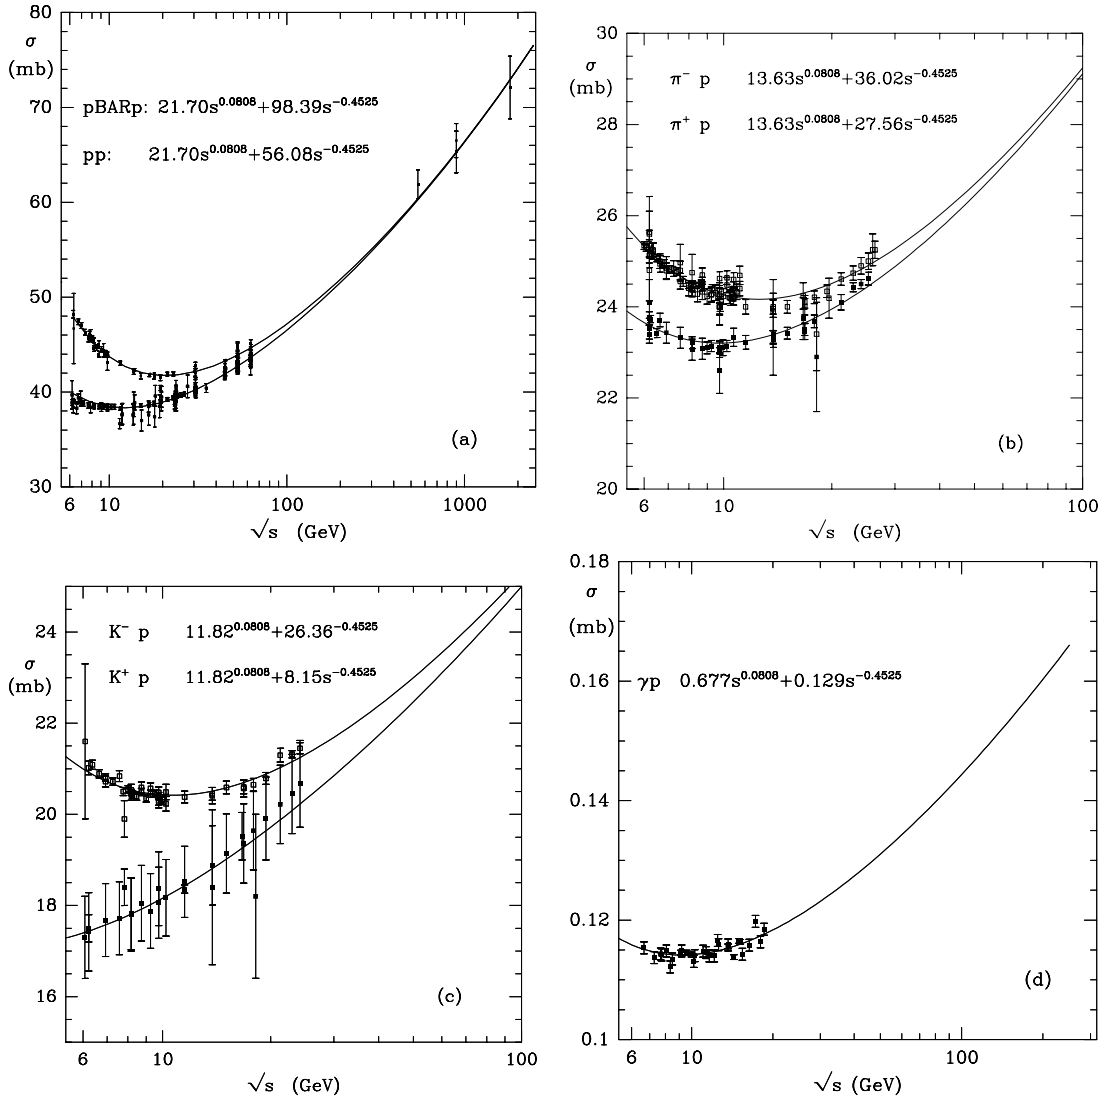 80
σ
(mb)
70
60
50
40
30
pBARp: 21.70s^0.0808+98.39s^-0.4525
pp: 21.70s^0.0808+56.08s^-0.4525
(a)
6 10 100 1000
√s (GeV)
30
σ
(mb)
28
26
24
22
20
π⁻ p 13.63s^0.0808+36.02s^-0.4525
π⁺ p 13.63s^0.0808+27.56s^-0.4525
(b)
6 10 100
√s (GeV)
24
σ
(mb)
22
20
18
16
K⁻ p 11.82^0.0808+26.36^-0.4525
K⁺ p 11.82^0.0808+8.15s^-0.4525
(c)
6 10 100
√s (GeV)
0.18
σ
(mb)
0.16
0.14
0.12
0.1
γp 0.677s^0.0808+0.129s^-0.4525
(d)
6 10 100
√s (GeV)